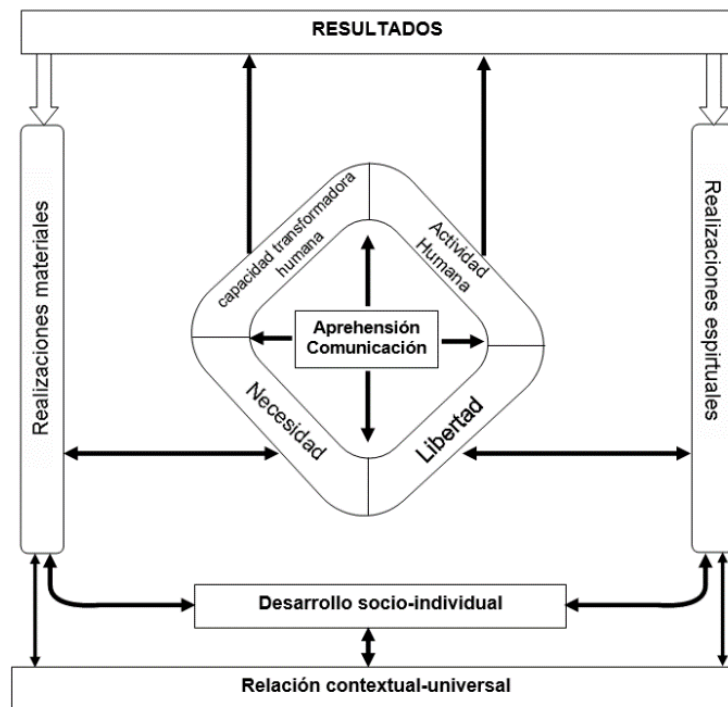 RESULTADOS
Realizaciones materiales
capacidad transformadora
humana
Actividad
Humana
Aprehensión
Comunicación
Necesidad
Libertad
Realizaciones espirtuales
Desarrollo socio-individual
Relación contextual-universal